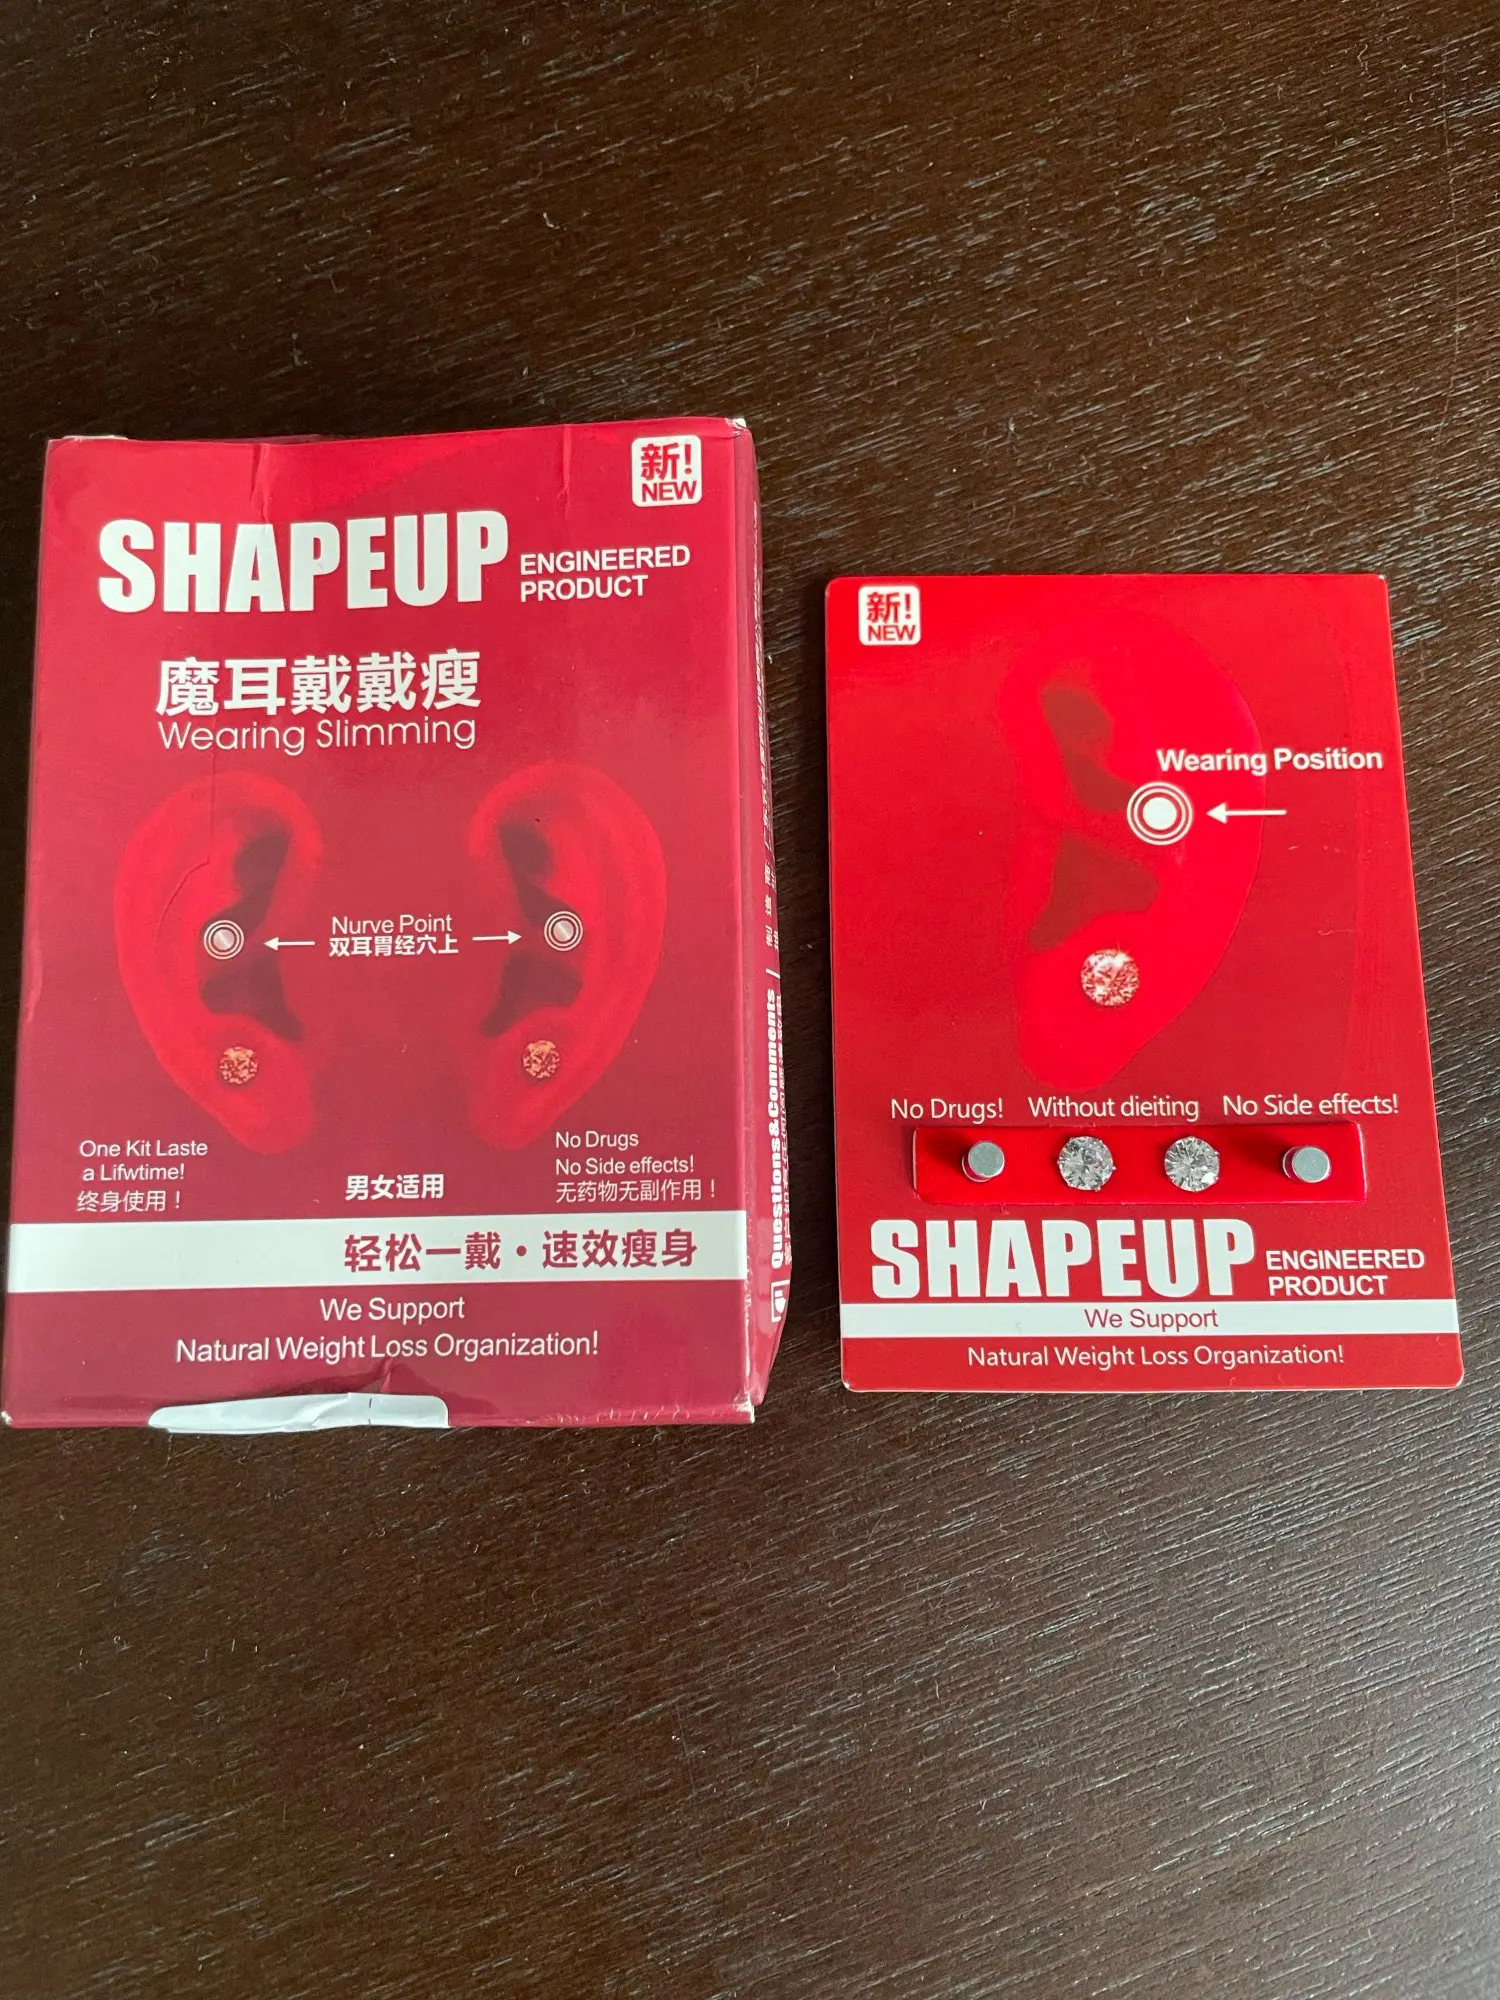 新!
NEW
SHAPEUP ENGINEERED
PRODUCT
魔耳戴戴瘦
Wearing Slimming
Nurve Point
双耳胃经穴上
One Kit Laste
a Lifwtime!
终身使用！
男女适用
No Drugs
No Side effects!
无药物无副作用！
轻松一戴·速效瘦身
We Support
Natural Weight Loss Organization!
Questions&Comments
新!
NEW
Wearing Position
No Drugs! Without dieiting No Side effects!
SHAPEUP ENGINEERED
PRODUCT
We Support
Natural Weight Loss Organization!